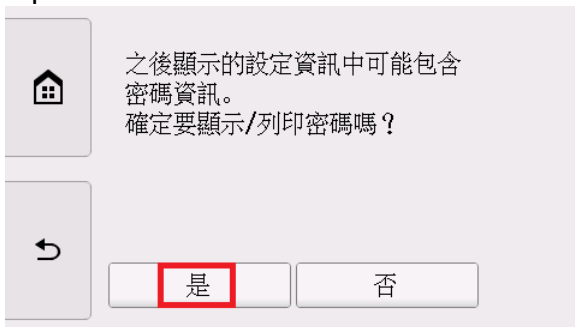 之後顯示的設定資訊中可能包含
密碼資訊。
確定要顯示/列印密碼嗎？
是
否